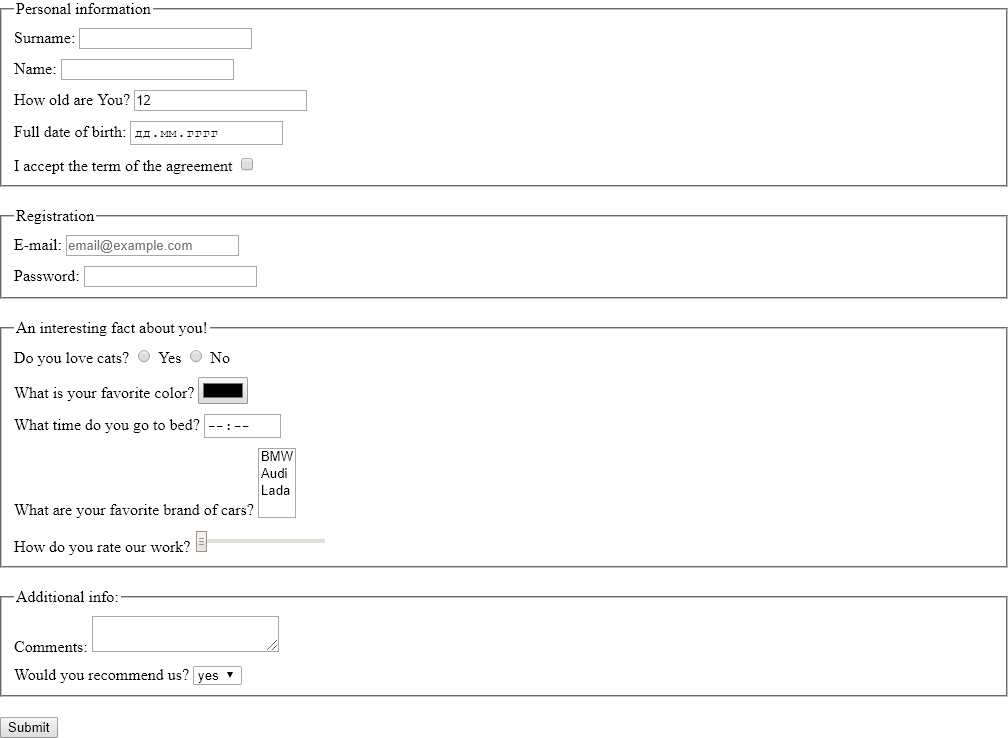 Personal information
Surname:
Name:
How old are You? 12
Full date of birth: дд.мм.гггг
I accept the term of the agreement
Registration
E-mail: email@example.com
Password:
An interesting fact about you!
Do you love cats? Yes No
What is your favorite color?
What time do you go to bed? --:--
BMW
Audi
Lada
What are your favorite brand of cars?
How do you rate our work?
Additional info:
Comments:
Would you recommend us? yes
Submit